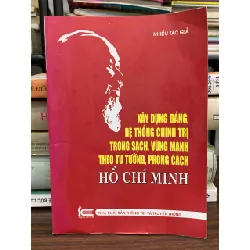 NHIỀU TÁC GIẢ
XÂY DỰNG ĐẢNG,
HỆ THỐNG CHÍNH TRỊ
TRONG SẠCH, VỮNG MẠNH
THEO TƯ TƯỞNG, PHONG CÁCH
HỒ CHÍ MINH